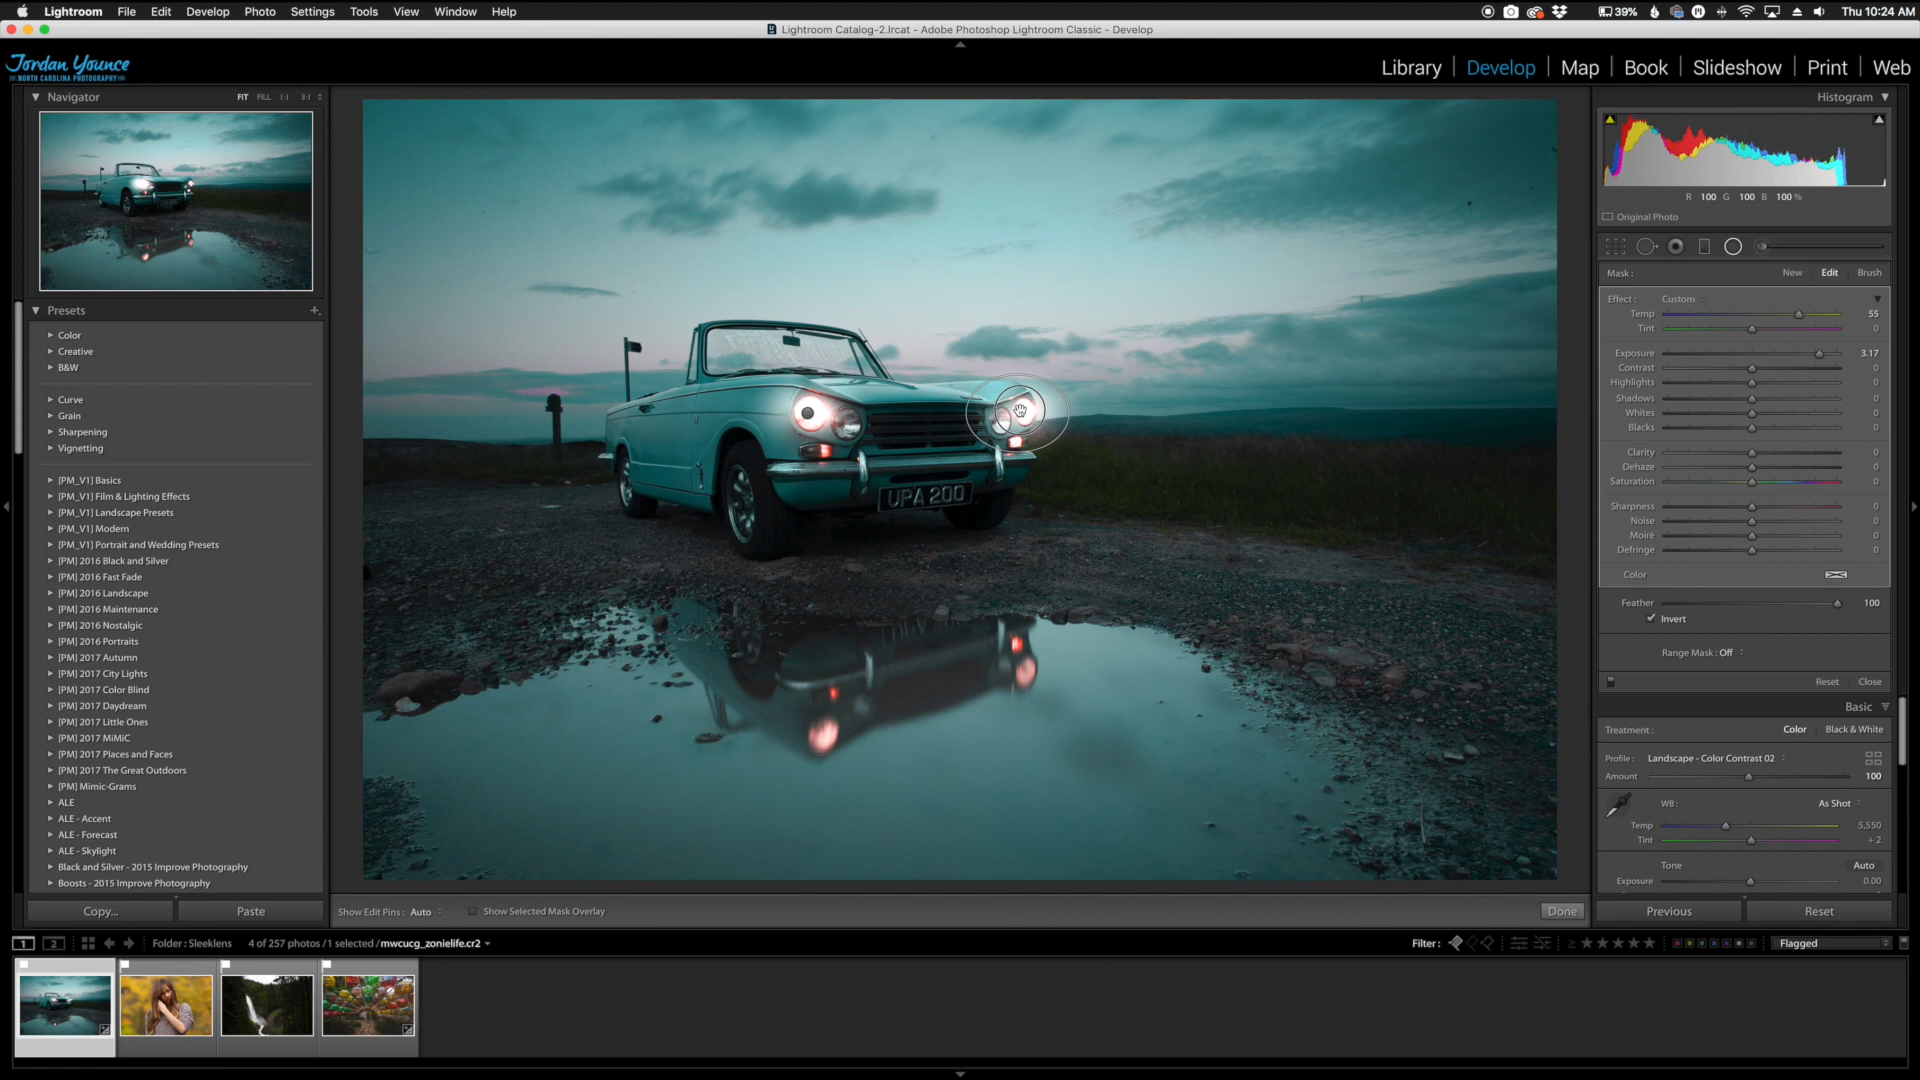 Lightroom File Edit Develop Photo Settings Tools View Window Help
39% Thu 10:24 AM
Lightroom Catalog-2.lrcat - Adobe Photoshop Lightroom Classic - Develop
Jordan Younce
NORTH CAROLINA PHOTOGRAPHY
Library Develop Map Book Slideshow Print Web
Navigator FIT FILL 1:1 3:1
Presets
Color
Creative
B&W
Curve
Grain
Sharpening
Vignetting
[PM_V1] Basics
[PM_V1] Film & Lighting Effects
[PM_V1] Landscape Presets
[PM_V1] Modern
[PM_V1] Portrait and Wedding Presets
[PM] 2016 Black and Silver
[PM] 2016 Fast Fade
[PM] 2016 Landscape
[PM] 2016 Maintenance
[PM] 2016 Nostalgic
[PM] 2016 Portraits
[PM] 2017 Autumn
[PM] 2017 City Lights
[PM] 2017 Color Blind
[PM] 2017 Daydream
[PM] 2017 Little Ones
[PM] 2017 MiMiC
[PM] 2017 Places and Faces
[PM] 2017 The Great Outdoors
[PM] Mimic-Grams
ALE
ALE - Accent
ALE - Forecast
ALE - Skylight
Black and Silver - 2015 Improve Photography
Boosts - 2015 Improve Photography
Copy... Paste
UPA 200
Show Edit Pins : Auto Show Selected Mask Overlay Done
Histogram
R 100 G 100 B 100 %
Original Photo
Mask : New Edit Brush
Effect : Custom
Temp 55
Tint 0
Exposure 3.17
Contrast 0
Highlights 0
Shadows 0
Whites 0
Blacks 0
Clarity 0
Dehaze 0
Saturation 0
Sharpness 0
Noise 0
Moiré 0
Defringe 0
Color
Feather 100
Invert
Range Mask : Off
Reset Close
Basic
Treatment : Color Black & White
Profile : Landscape - Color Contrast 02
Amount 100
WB : As Shot
Temp 5,550
Tint +2
Tone Auto
Exposure 0.00
Previous Reset
1 2 Folder : Sleeklens 4 of 257 photos / 1 selected / mwcucg_zonielife.cr2 Filter : Flagged